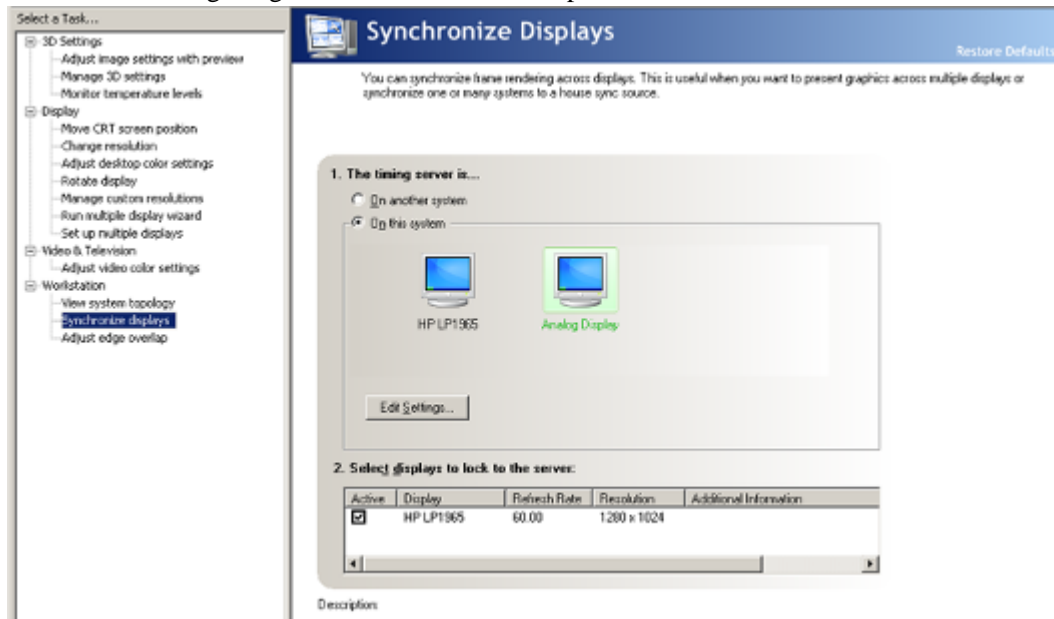 Select a Task...
3D Settings
Adjust image settings with preview
Manage 3D settings
Monitor temperature levels
Display
Move CRT screen position
Change resolution
Adjust desktop color settings
Rotate display
Manage custom resolutions
Run multiple display wizard
Set up multiple displays
Video & Television
Adjust video color settings
Workstation
View system topology
Synchronize displays
Adjust edge overlap
Synchronize Displays
Restore Defaults
You can synchronize frame rendering across displays. This is useful when you want to present graphics across multiple displays or
synchronize one or many systems to a house sync source.
1. The timing server is....
On another system
On this system
HP LP1965 Analog Display
Edit Settings...
2. Select displays to lock to the server:
Active Display Refresh Rate Resolution Additional Information
HP LP1965 60.00 1280 x 1024
Description: